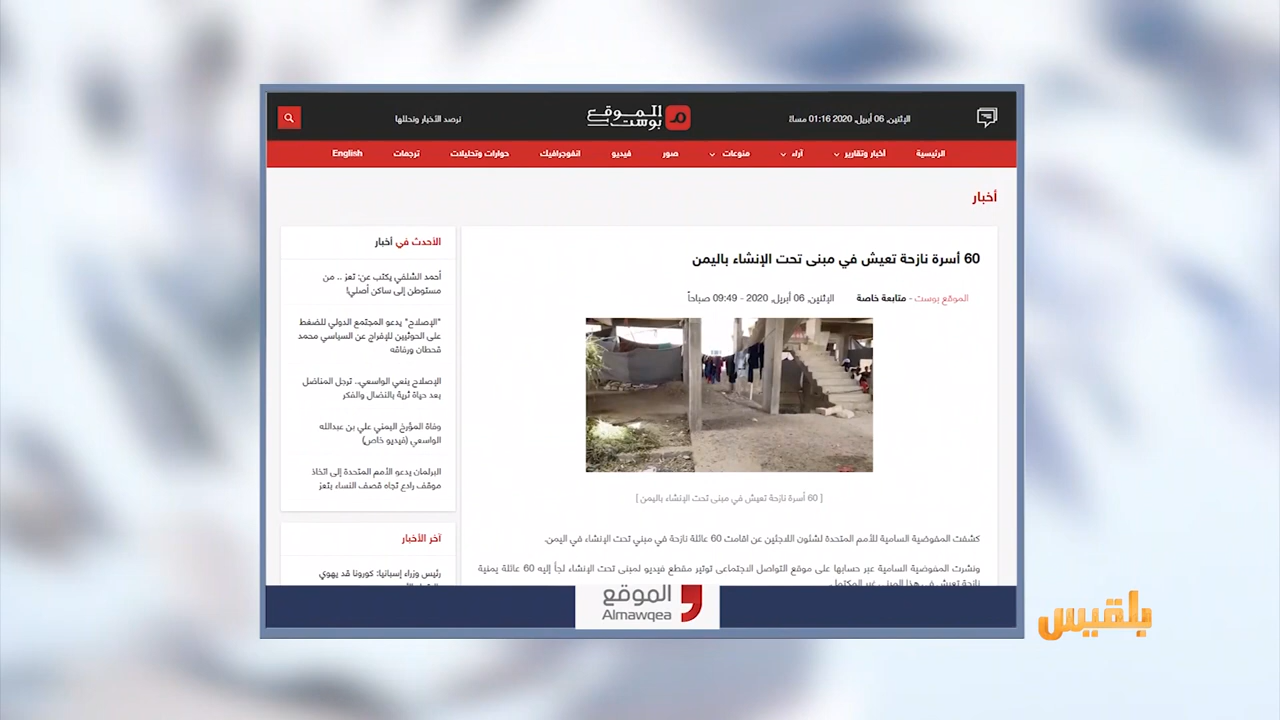 الإثنين, 06 أبريل, 2020 01:16 مساءً
الموقع
بوست
نرصد الأخبار ونحللها
الرئيسية
أخبار وتقارير
آراء
منوعات
صور
فيديو
انفوجرافيك
حوارات وتحليلات
ترجمات
English
أخبار
60 أسرة نازحة تعيش في مبنى تحت الإنشاء باليمن
الموقع بوست - متابعة خاصة
الإثنين, 06 أبريل, 2020 - 09:49 صباحاً
[ 60 أسرة نازحة تعيش في مبنى تحت الإنشاء باليمن ]
كشفت المفوضية السامية للأمم المتحدة لشئون اللاجئين عن اقامت 60 عائلة نازحة في مبني تحت الإنشاء في اليمن.
ونشرت المفوضية السامية عبر حسابها على موقع التواصل الاجتماعي توتير مقطع فيديو لمبنى تحت الإنشاء لجأ إليه 60 عائلة يمنية
نازحة تعيش في هذا المبنى غير المكتمل
الأحدث في أخبار
أحمد الشلفي يكتب عن: تعز .. من
مستوطن إلى ساكن أصلي!
"الإصلاح" يدعو المجتمع الدولي للضغط
على الحوثيين للإفراج عن السياسي محمد
قحطان ورفاقه
الإصلاح ينعي الواسعي.. ترجل المناضل
بعد حياة ثرية بالنضال والفكر
وفاة المؤرخ اليمني علي بن عبدالله
الواسعي (فيديو خاص)
البرلمان يدعو الأمم المتحدة إلى اتخاذ
موقف رادع تجاه قصف النساء بتعز
آخر الأخبار
رئيس وزراء إسبانيا: كورونا قد يهوي
الموقع
Almawqea
بلقيس